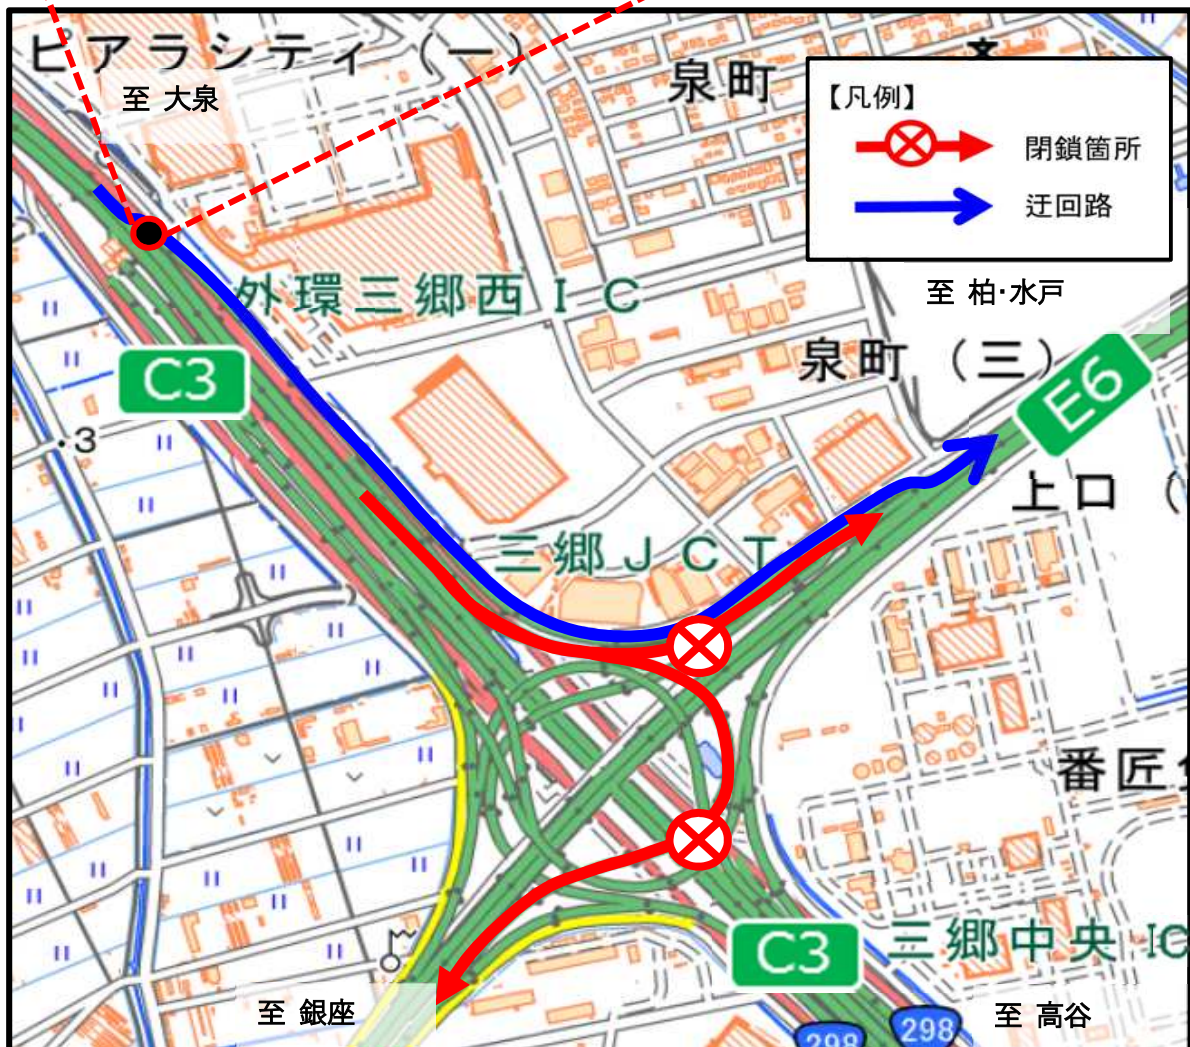 ピアラシティ（一）
至 大泉
泉町
【凡例】
閉鎖箇所
迂回路
至 柏・水戸
外環三郷西ＩＣ
C3
泉町（三）
E6
・3
上口（
三郷ＪＣＴ
番匠
C3
三郷中央IC
至 銀座
至 高谷
298
298